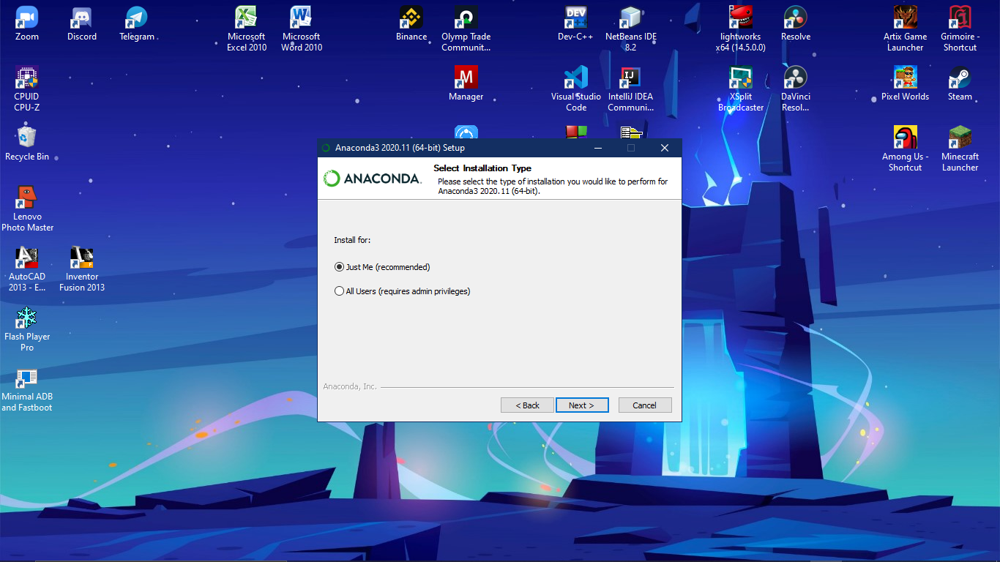 Zoom
Discord
Telegram
Microsoft
Excel 2010
Microsoft
Word 2010
Binance
Olymp Trade
Communit...
DEV
Dev-C++
NetBeans IDE
8.2
lightworks
x64 (14.5.0.0)
Resolve
Artix Game
Launcher
Grimoire -
Shortcut
CPUID
CPU-Z
M
Manager
Visual Studio
Code
IJ
IntelliJ IDEA
Communi...
XSplit
Broadcaster
DaVinci
Resol...
Pixel Worlds
Steam
Recycle Bin
Among Us -
Shortcut
Minecraft
Launcher
Lenovo
Photo Master
AutoCAD
2013 - E...
Inventor
Fusion 2013
Flash Player
Pro
Minimal ADB
and Fastboot
Anaconda3 2020.11 (64-bit) Setup
ANACONDA.
Select Installation Type
Please select the type of installation you would like to perform for
Anaconda3 2020.11 (64-bit).
Install for:
Just Me (recommended)
All Users (requires admin privileges)
Anaconda, Inc.
< Back
Next >
Cancel